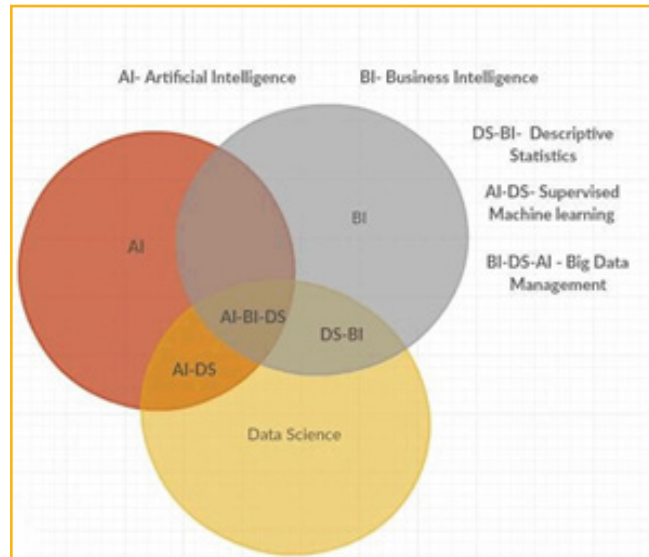 AI- Artificial Intelligence
BI- Business Intelligence
DS-BI- Descriptive
Statistics
AI-DS- Supervised
Machine learning
BI-DS-AI - Big Data
Management
BI
AI
AI-BI-DS
DS-BI
AI-DS
Data Science